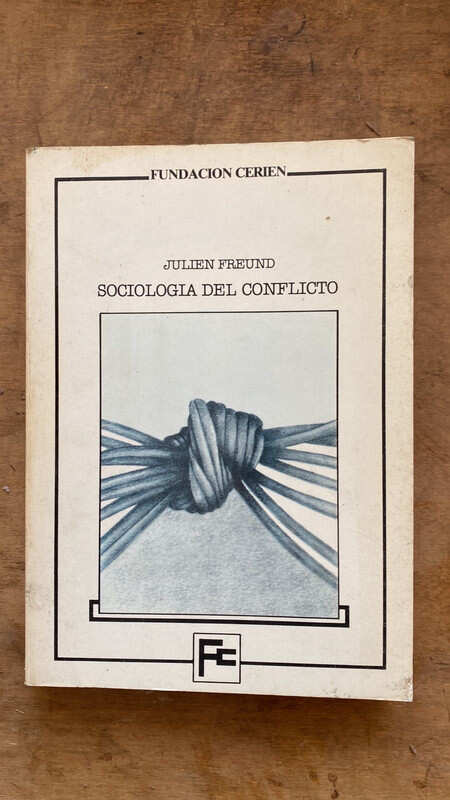 FUNDACION CERIEN
JULIEN FREUND
SOCIOLOGIA DEL CONFLICTO
FC